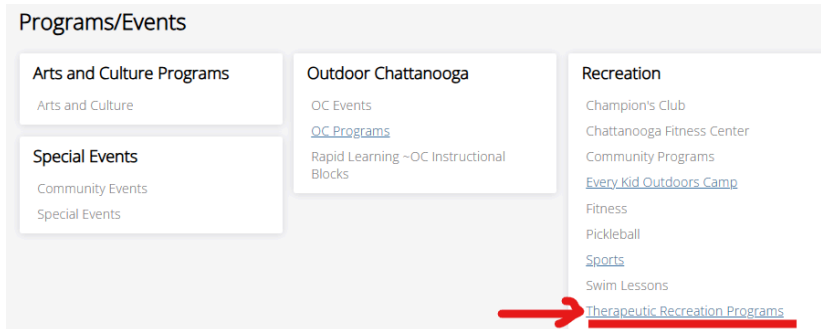 Programs/Events
Arts and Culture Programs
Arts and Culture
Special Events
Community Events
Special Events
Outdoor Chattanooga
OC Events
OC Programs
Rapid Learning ~OC Instructional
Blocks
Recreation
Champion's Club
Chattanooga Fitness Center
Community Programs
Every Kid Outdoors Camp
Fitness
Pickleball
Sports
Swim Lessons
Therapeutic Recreation Programs